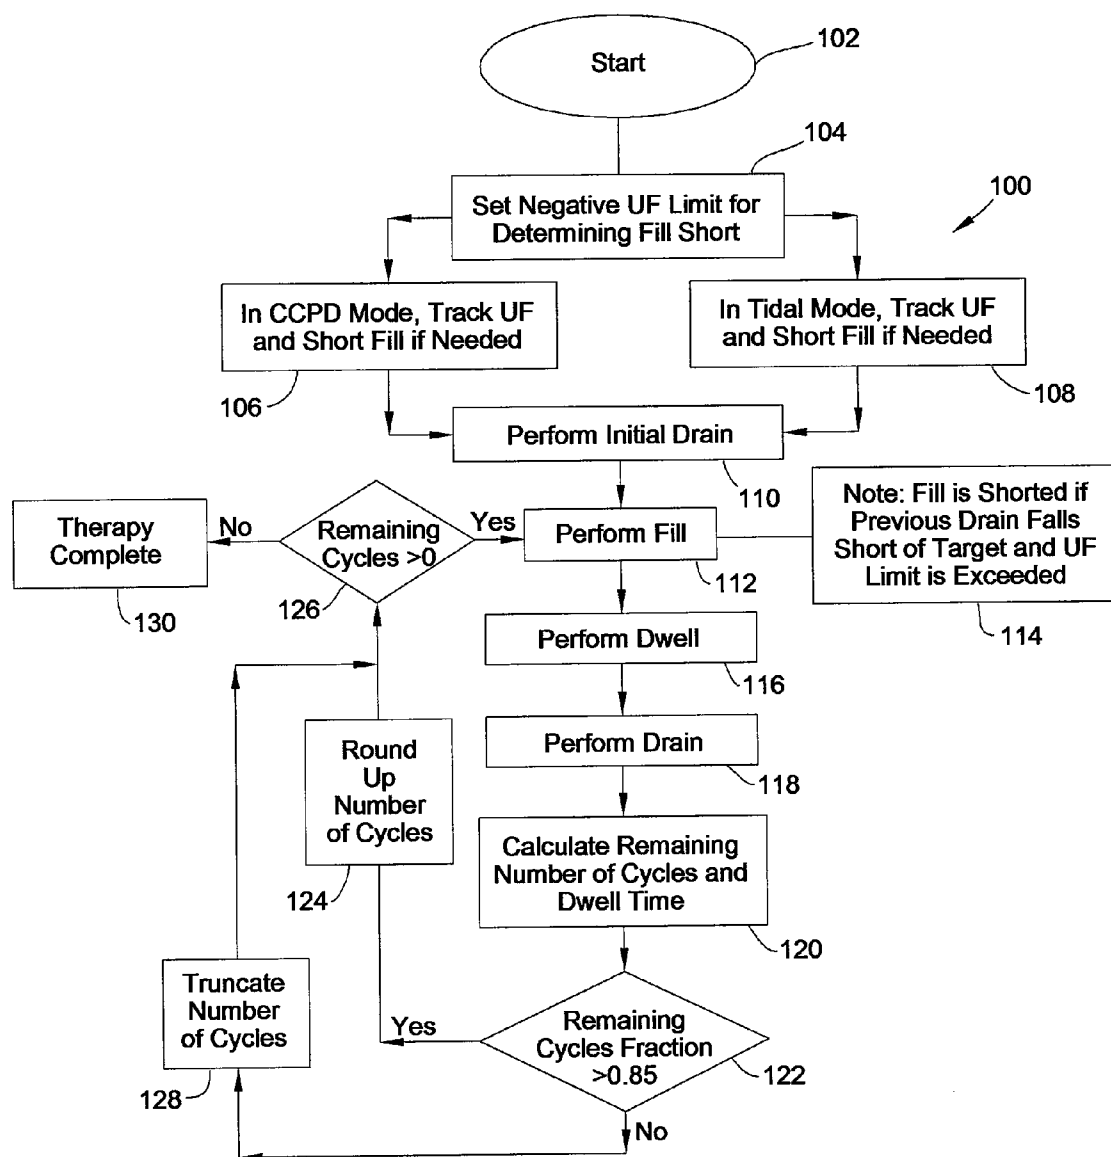 Start
102
104
Set Negative UF Limit for
Determining Fill Short
100
In CCPD Mode, Track UF
and Short Fill if Needed
106
In Tidal Mode, Track UF
and Short Fill if Needed
108
Perform Initial Drain
110
Therapy
Complete
130
No
Remaining
Cycles >0
126
Yes
Perform Fill
112
Note: Fill is Shorted if
Previous Drain Falls
Short of Target and UF
Limit is Exceeded
114
Perform Dwell
116
Perform Drain
118
Round
Up
Number
of Cycles
124
Calculate Remaining
Number of Cycles and
Dwell Time
120
Truncate
Number
of Cycles
128
Yes
Remaining
Cycles Fraction
>0.85
122
No